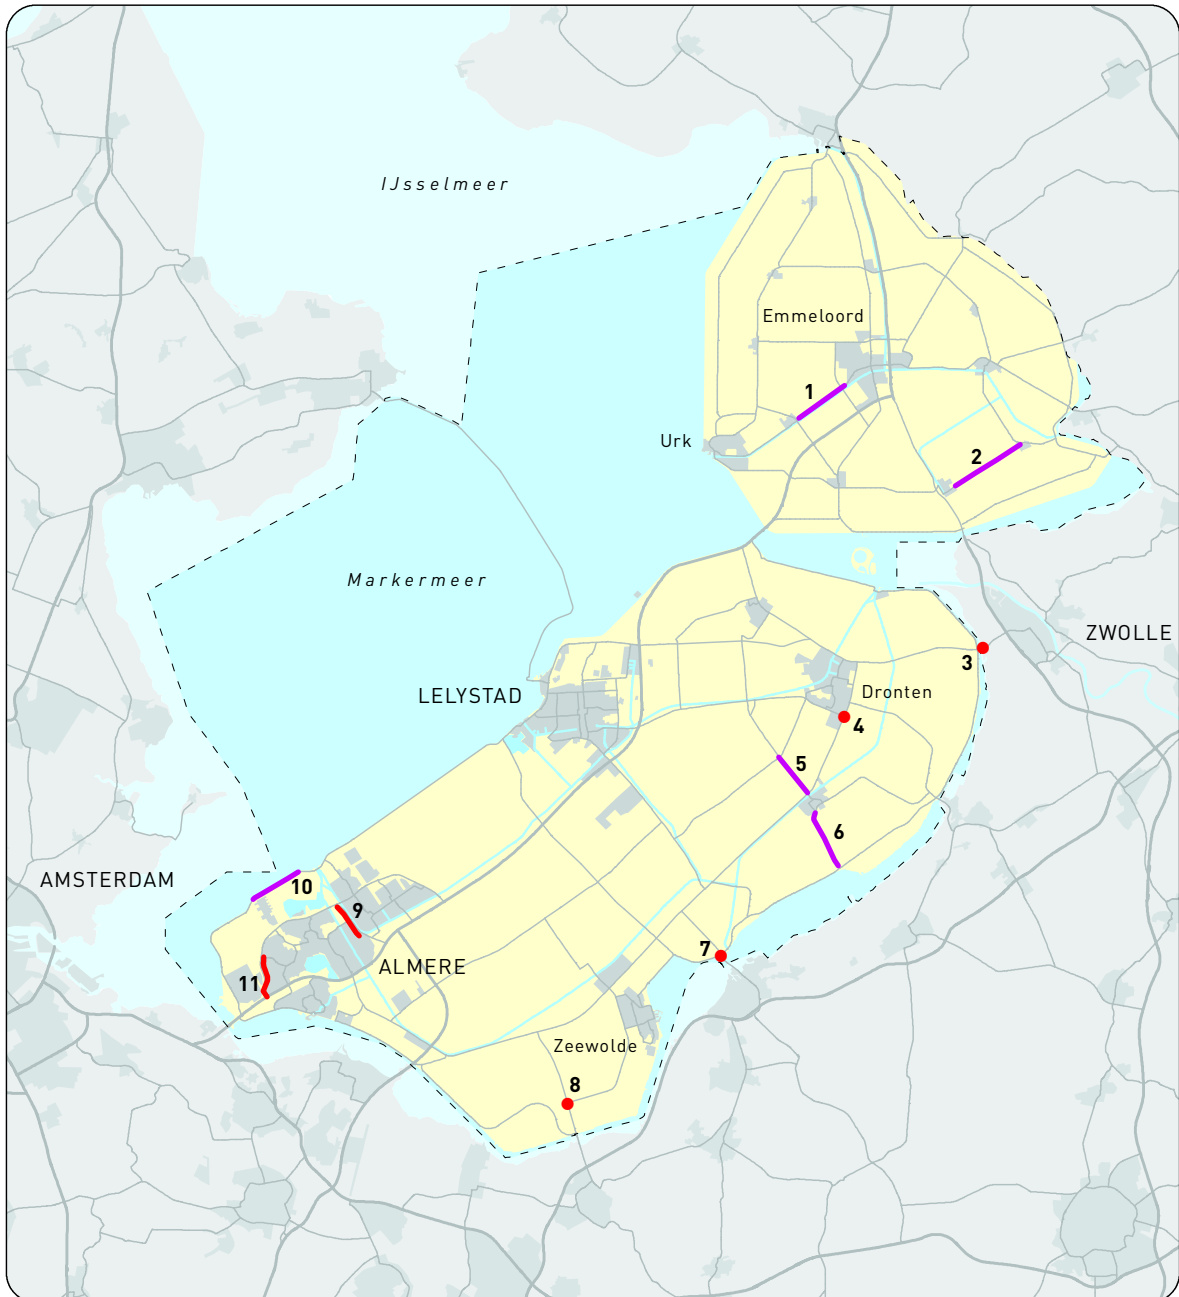 IJsselmeer
Emmeloord
1
Urk
2
Markermeer
ZWOLLE
3
LELYSTAD
Dronten
4
5
6
AMSTERDAM
10
9
7
ALMERE
11
Zeewolde
8